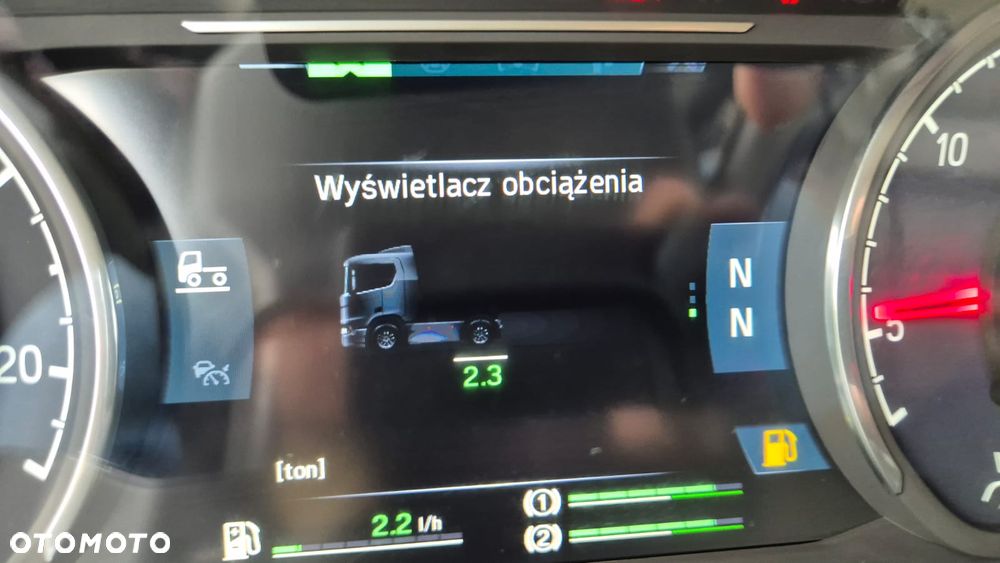 Wyświetlacz obciążenia
10
N
N
5
20
2.3
[ton]
(1)
2.2 l/h
(2)
OTOMOTO